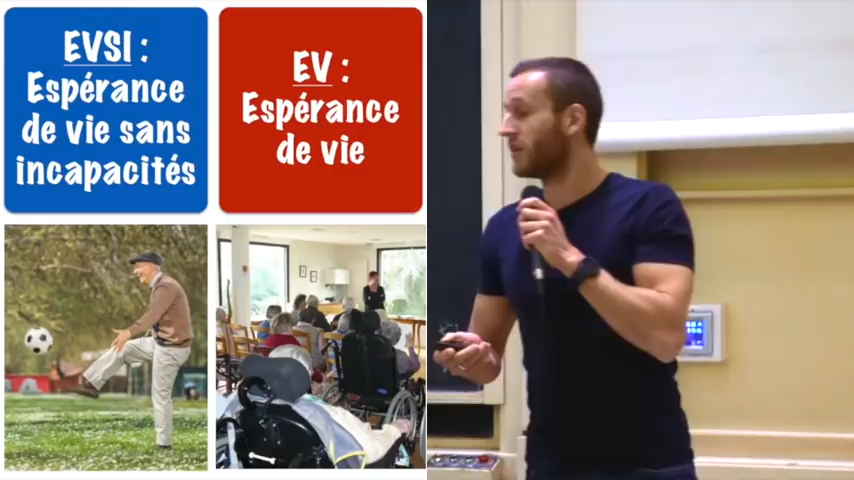 EVSI :
Espérance
de vie sans
incapacités
EV :
Espérance
de vie